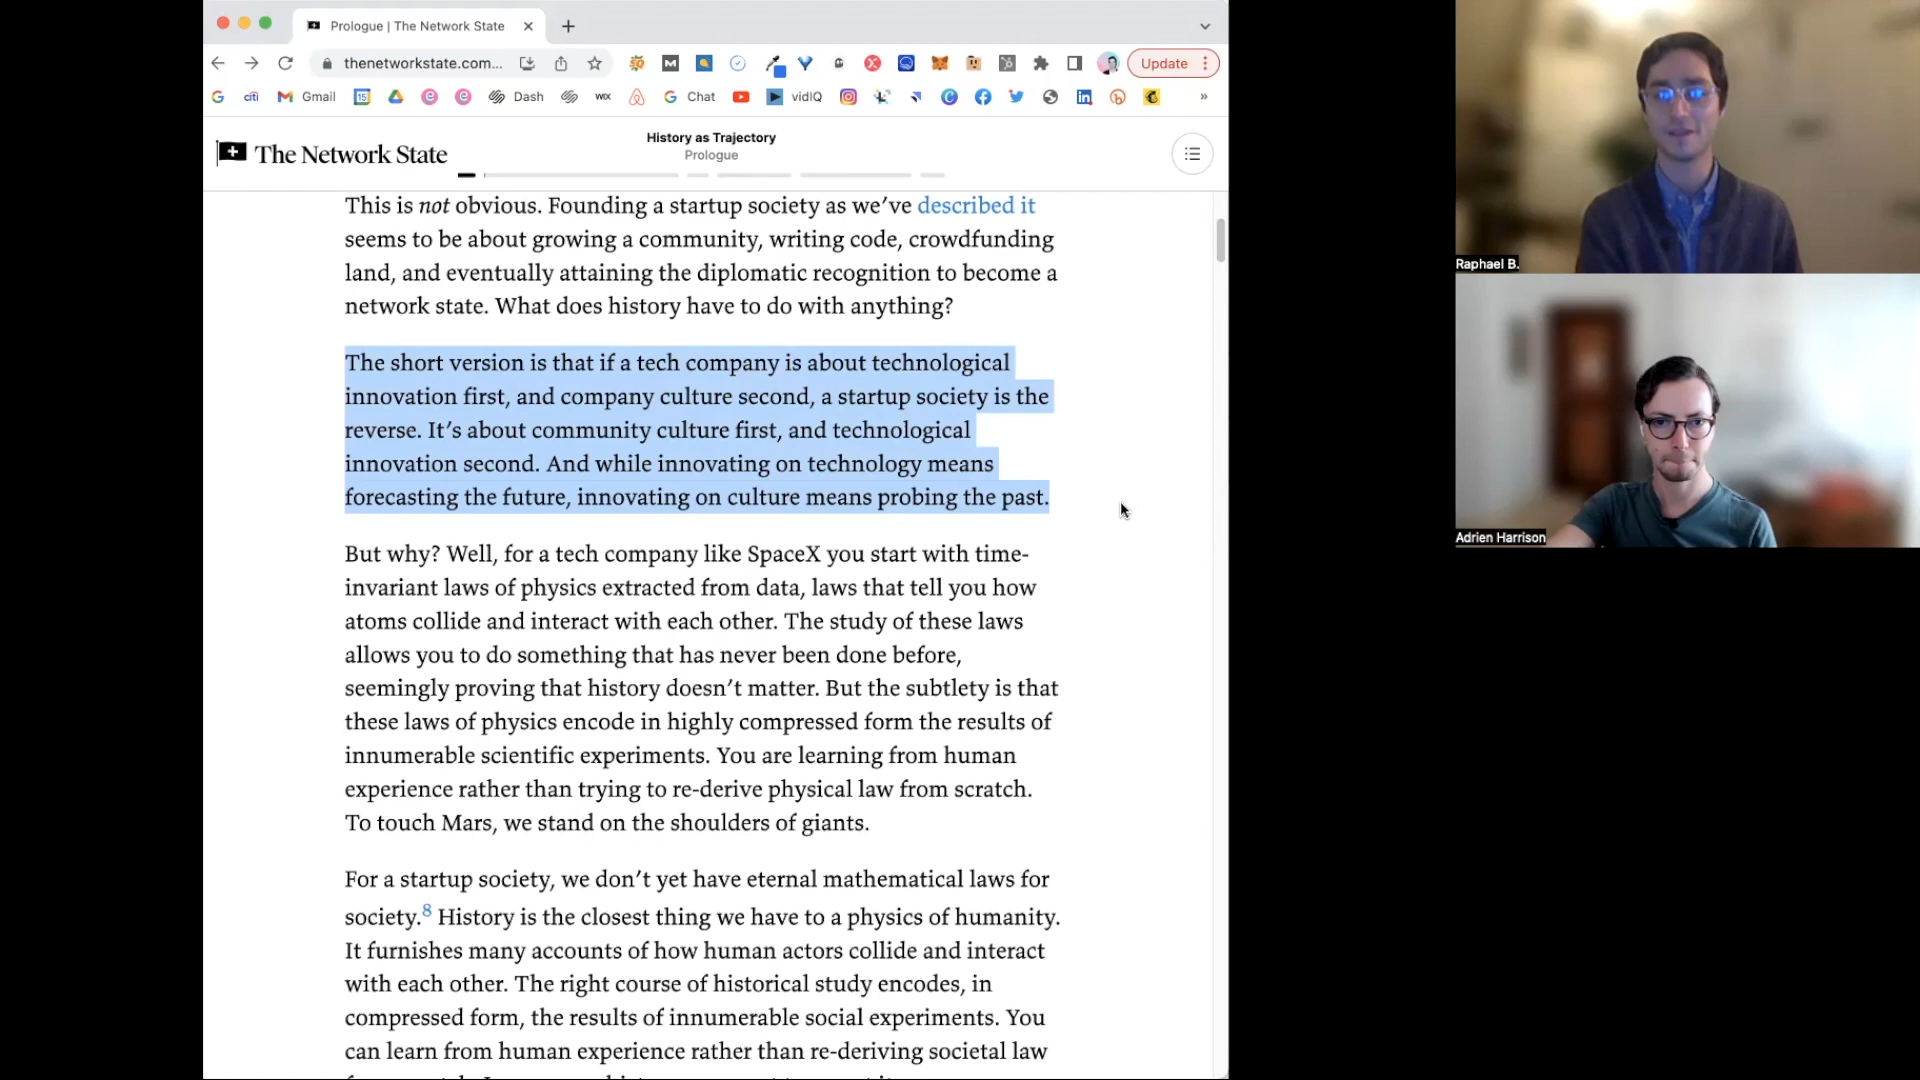 Prologue | The Network State
thenetworkstate.com...
Update
citi
Gmail
15
Dash
WIX
Chat
vidIQ
»
The Network State
History as Trajectory
Prologue
This is not obvious. Founding a startup society as we’ve described it
seems to be about growing a community, writing code, crowdfunding
land, and eventually attaining the diplomatic recognition to become a
network state. What does history have to do with anything?
The short version is that if a tech company is about technological
innovation first, and company culture second, a startup society is the
reverse. It’s about community culture first, and technological
innovation second. And while innovating on technology means
forecasting the future, innovating on culture means probing the past.
But why? Well, for a tech company like SpaceX you start with time-
invariant laws of physics extracted from data, laws that tell you how
atoms collide and interact with each other. The study of these laws
allows you to do something that has never been done before,
seemingly proving that history doesn’t matter. But the subtlety is that
these laws of physics encode in highly compressed form the results of
innumerable scientific experiments. You are learning from human
experience rather than trying to re-derive physical law from scratch.
To touch Mars, we stand on the shoulders of giants.
For a startup society, we don’t yet have eternal mathematical laws for
society.8 History is the closest thing we have to a physics of humanity.
It furnishes many accounts of how human actors collide and interact
with each other. The right course of historical study encodes, in
compressed form, the results of innumerable social experiments. You
can learn from human experience rather than re-deriving societal law
Raphael B.
Adrien Harrison